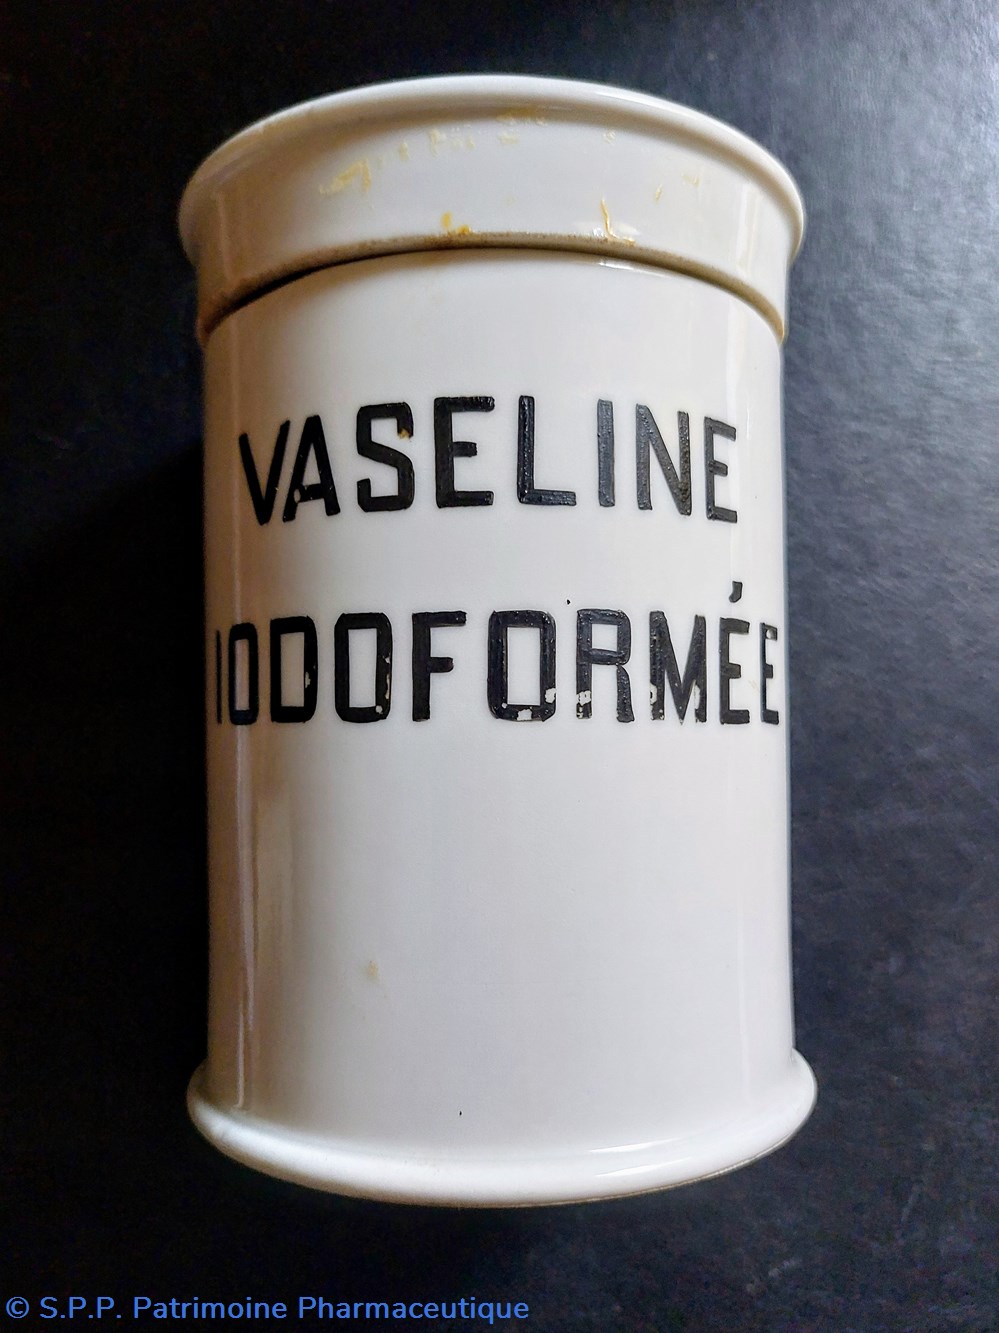 VASELINE
IODOFORMÉE
© S.P.P. Patrimoine Pharmaceutique